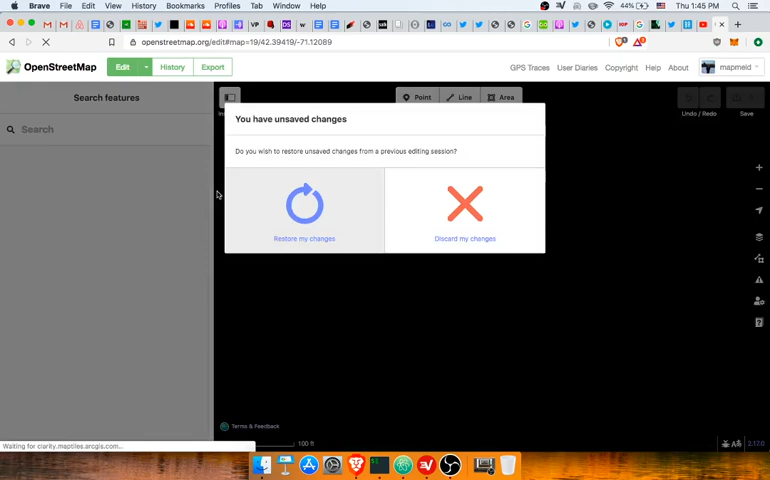 Brave File Edit View History Bookmarks Profiles Tab Window Help 44% Thu 1:45 PM
openstreetmap.org/edit#map=19/42.39419/-71.12089
OpenStreetMap Edit History Export GPS Traces User Diaries Copyright Help About mapmeld
Search features
Point Line Area
Undo / Redo Save
Search
You have unsaved changes
Do you wish to restore unsaved changes from a previous editing session?
Restore my changes Discard my changes
Terms & Feedback
Waiting for clarity.maptiles.arcgis.com...
100 ft
2.17.0